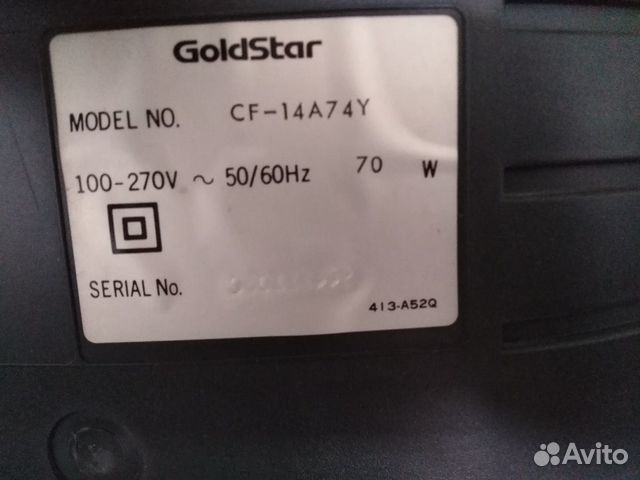 GoldStar
MODEL NO. CF-14A74Y
100-270V ~ 50/60Hz 70 W
SERIAL No.
413-A52Q
Avito